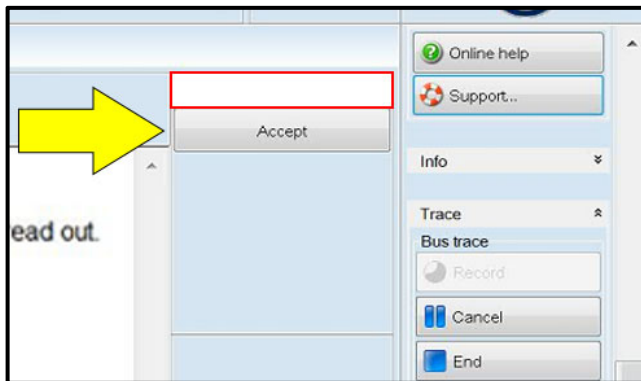 Online help
Support...
Accept
Info
ead out.
Trace
Bus trace
Record
Cancel
End